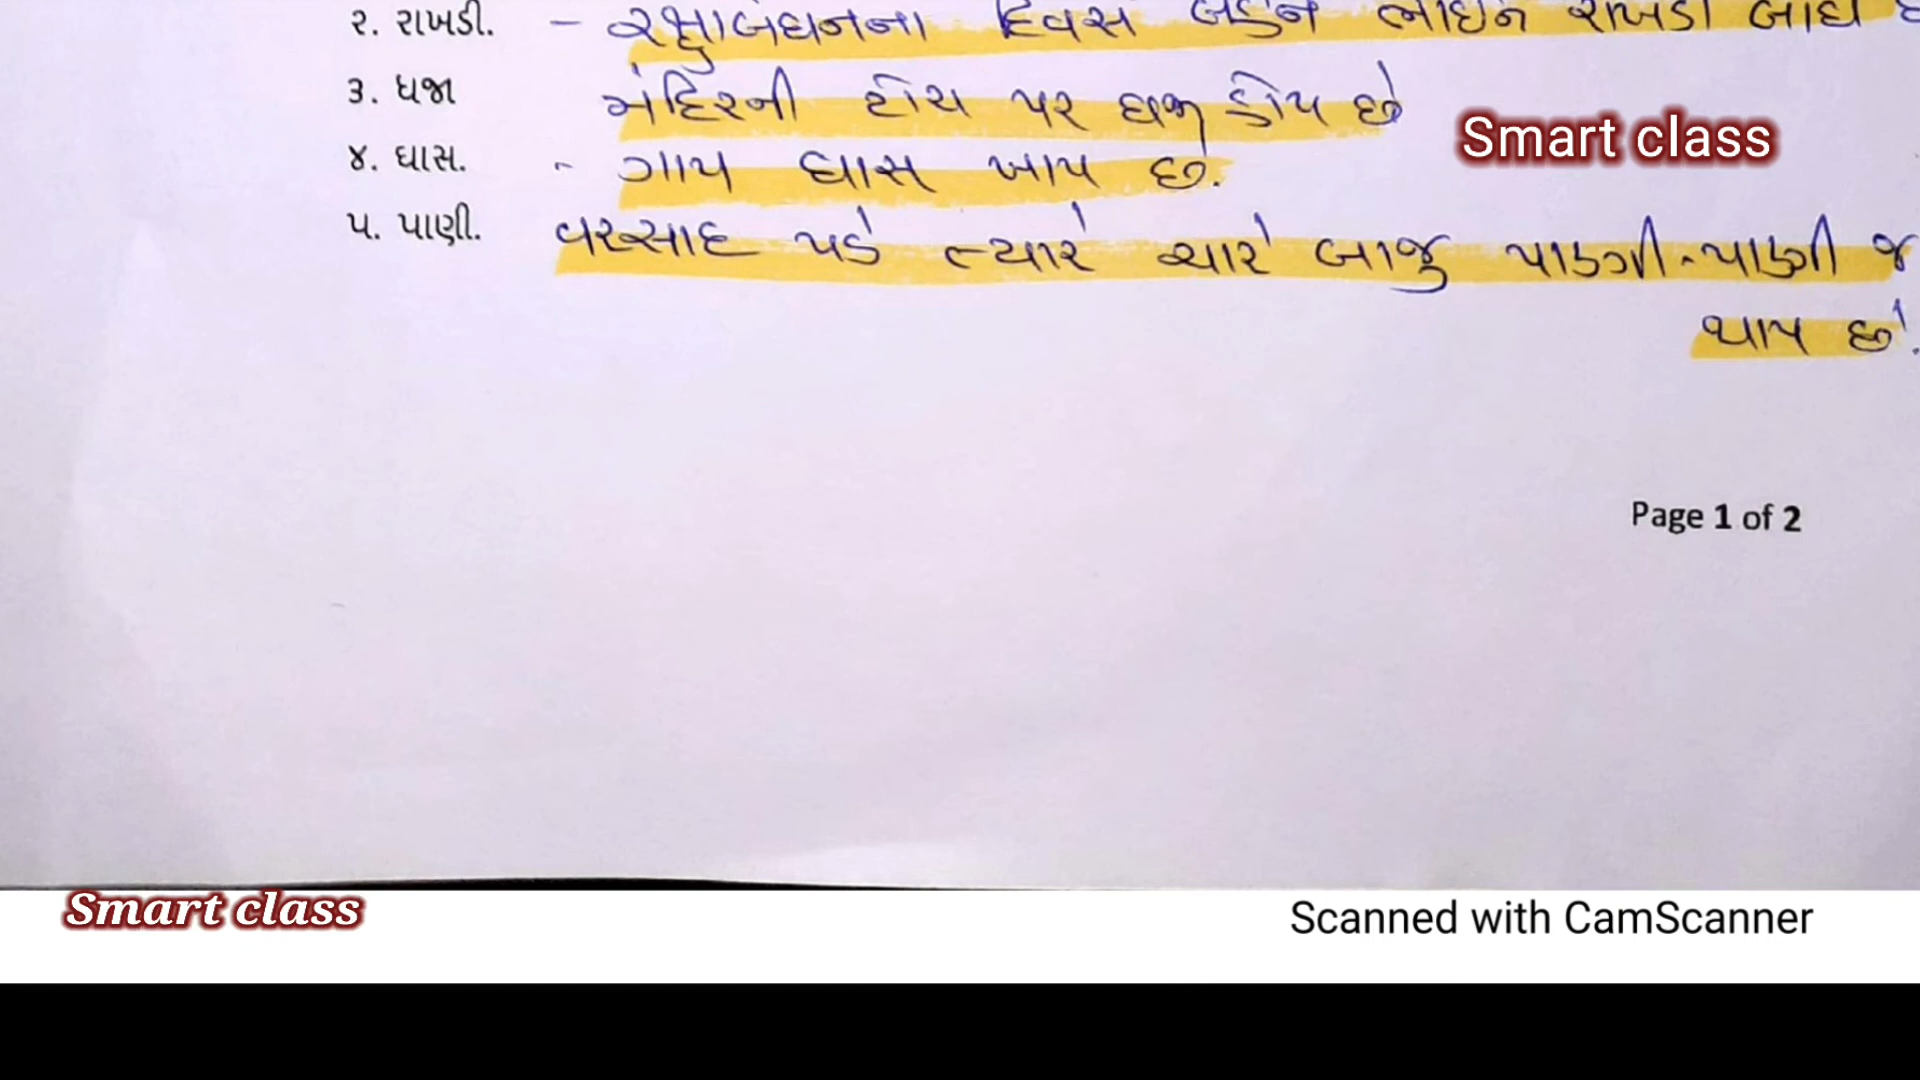 ૨. રાખડી. – રક્ષાબંધનના દિવસે બહેન ભાઇને રાખડી બાંધે
૩. ધજા મંદિરની ટોચ પર ધજા હોય છે
Smart class
૪. ઘાસ. - ગાય ઘાસ ખાય છે.
૫. પાણી. વરસાદ પડે ત્યારે ચારે બાજુ પાણી-પાણી જ
થાય છે.
Page 1 of 2
Smart class Scanned with CamScanner